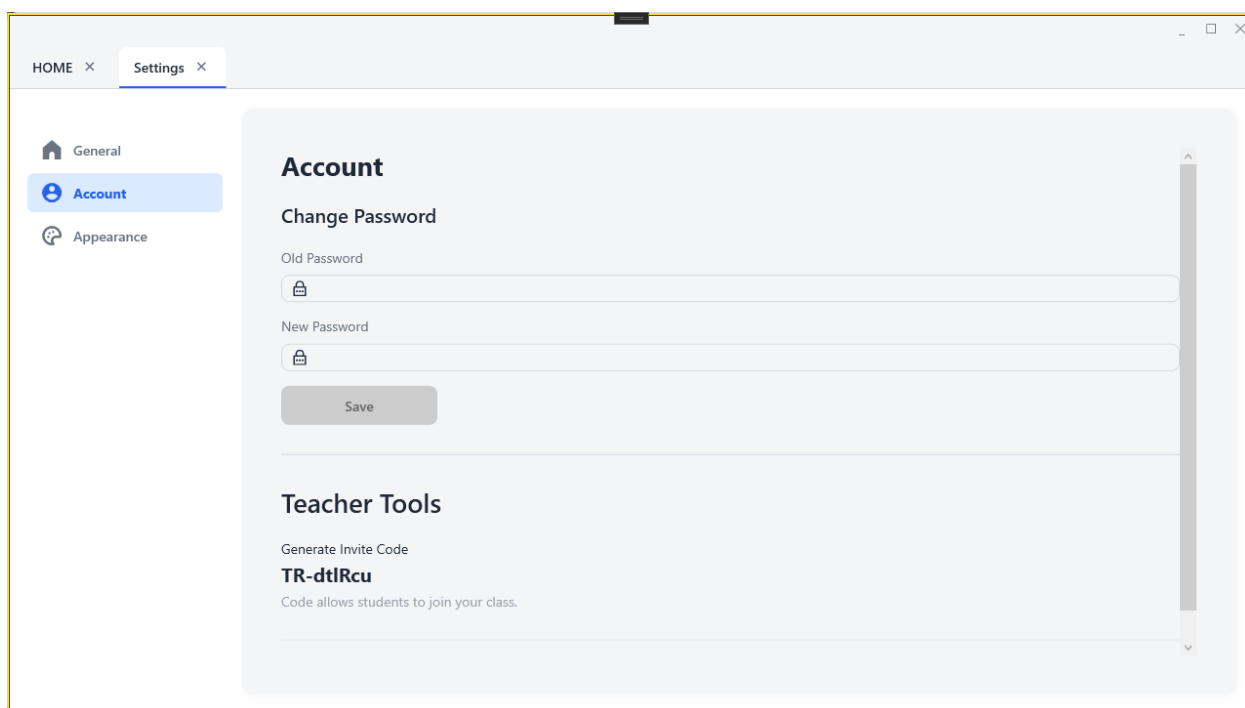 HOME
Settings
General
Account
Appearance
Account
Change Password
Old Password
New Password
Save
Teacher Tools
Generate Invite Code
TR-dtlRcu
Code allows students to join your class.